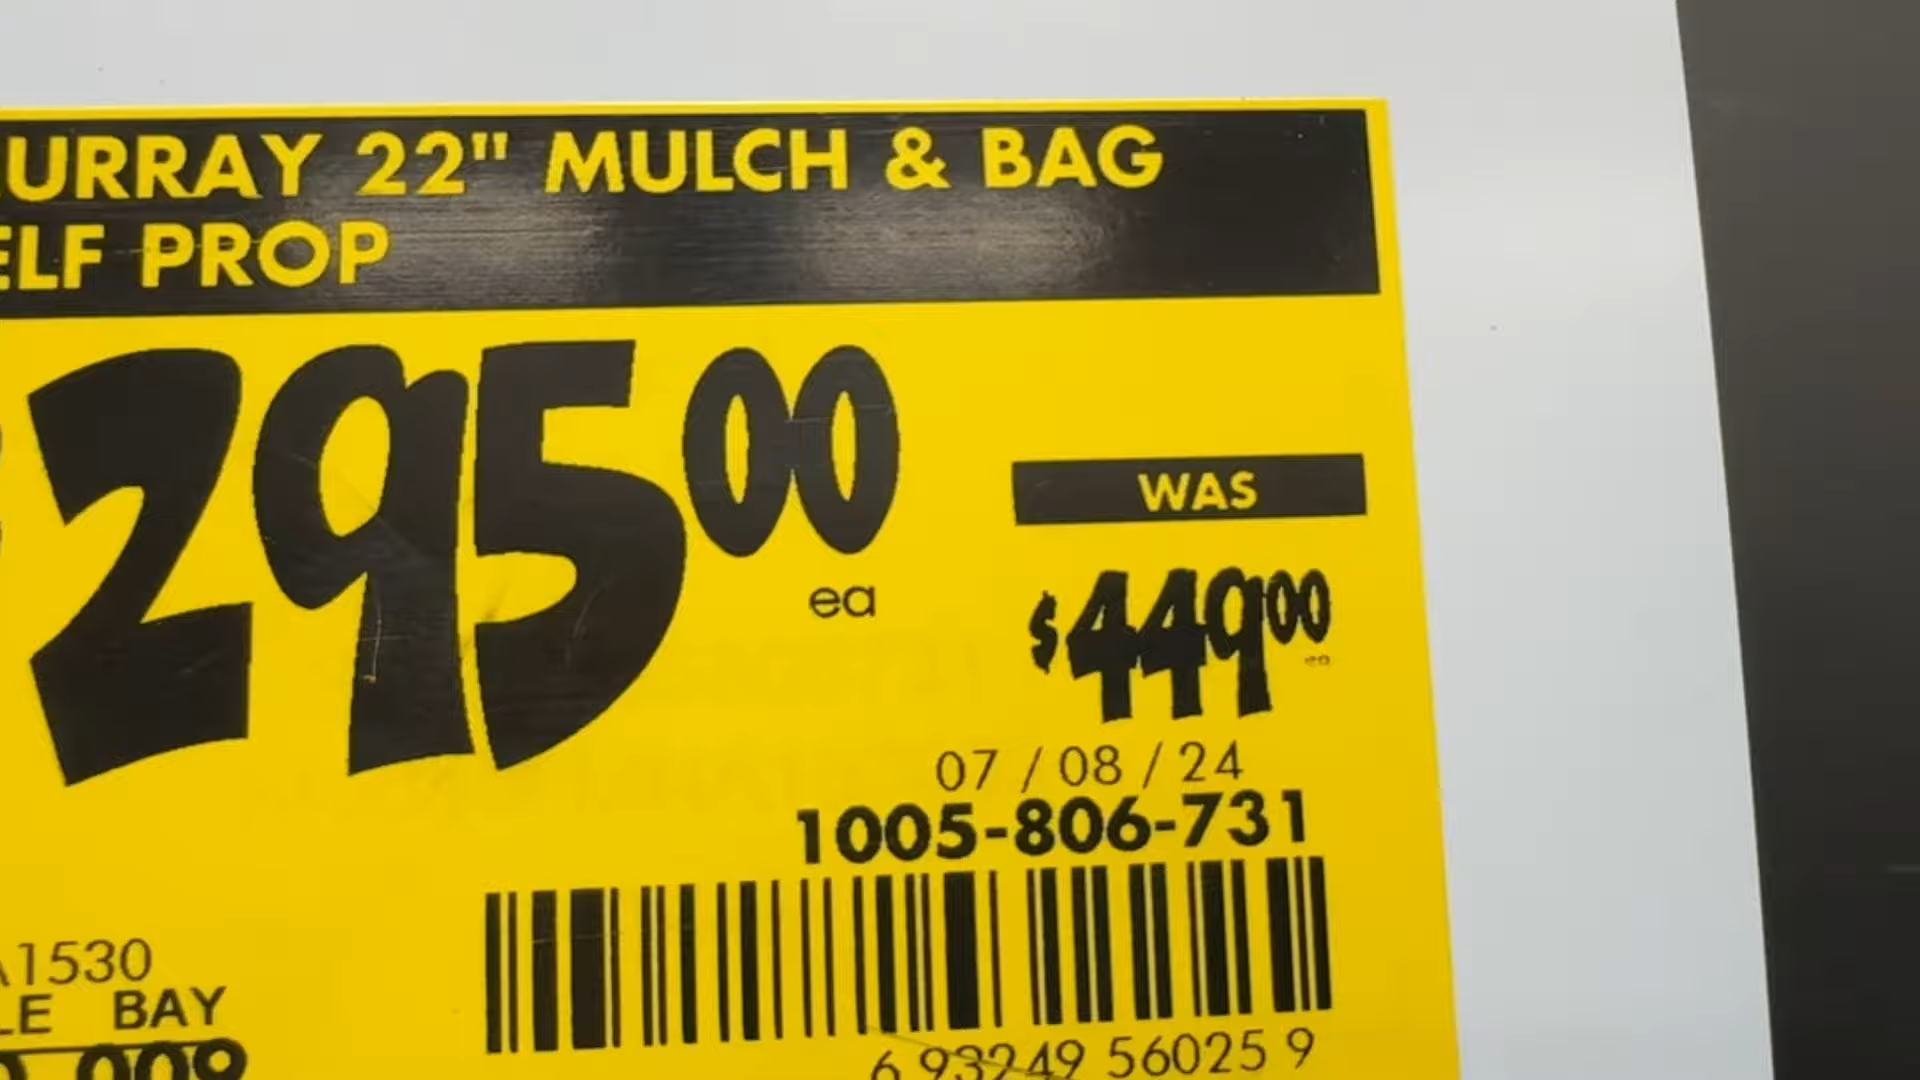 URRAY 22" MULCH & BAG
ELF PROP
295 00
ea
WAS
$449 00
ea
07 / 08 / 24
1005-806-731
A1530
LE BAY
009
6 93249 56025 9